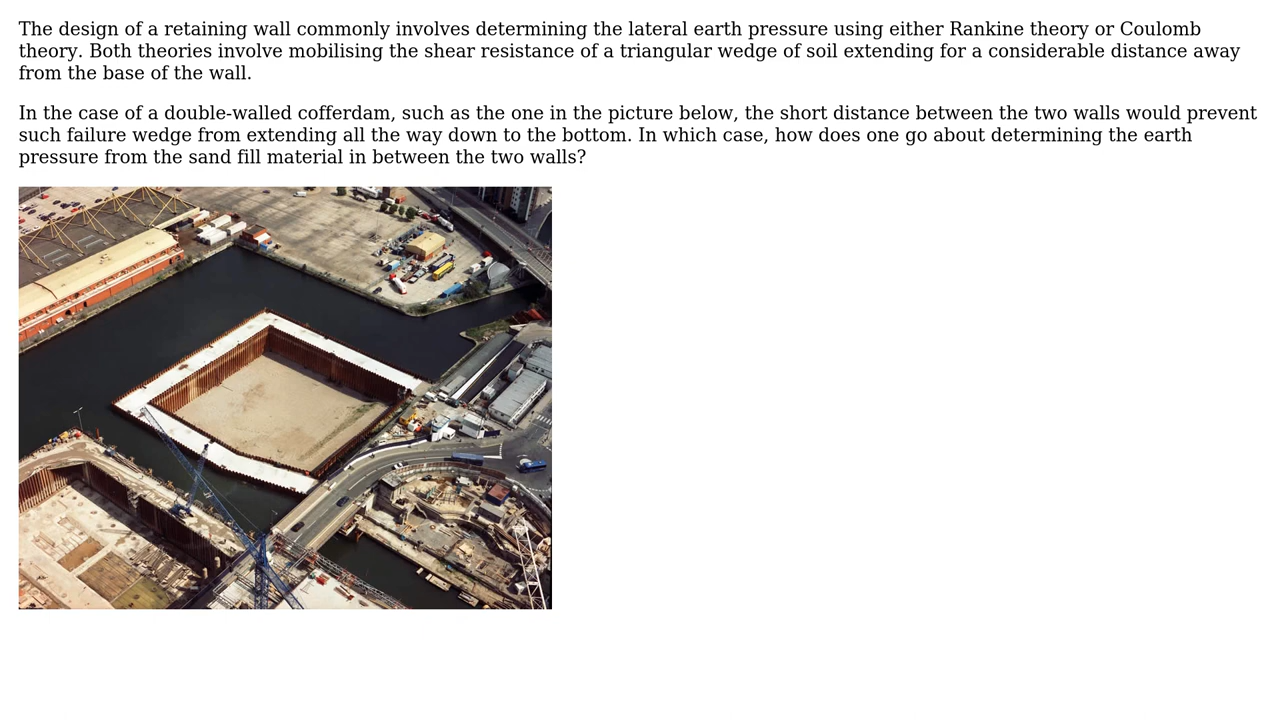 The design of a retaining wall commonly involves determining the lateral earth pressure using either Rankine theory or Coulomb
theory. Both theories involve mobilising the shear resistance of a triangular wedge of soil extending for a considerable distance away
from the base of the wall.
In the case of a double-walled cofferdam, such as the one in the picture below, the short distance between the two walls would prevent
such failure wedge from extending all the way down to the bottom. In which case, how does one go about determining the earth
pressure from the sand fill material in between the two walls?